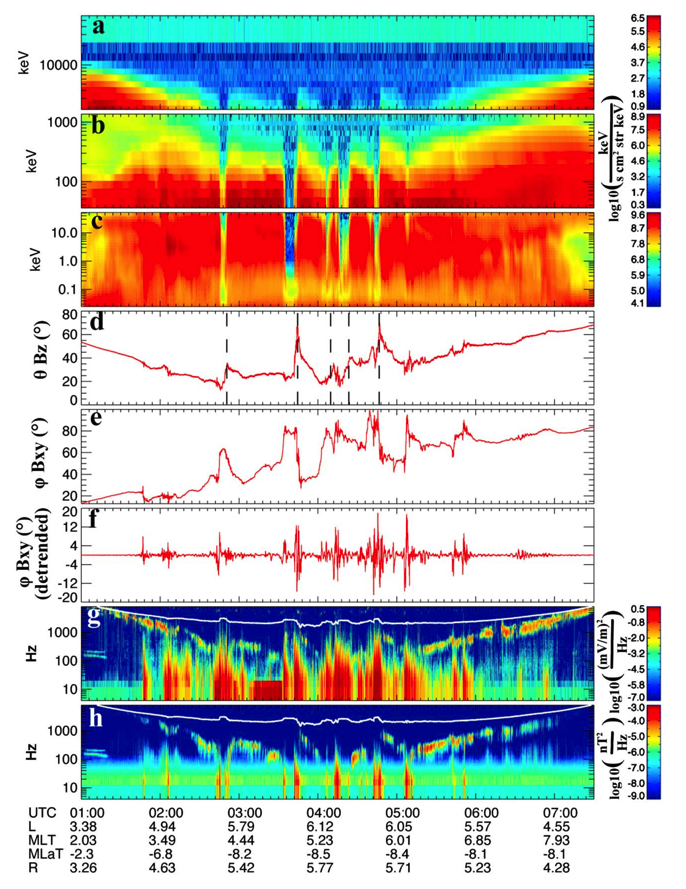 a
keV
10000
6.5
5.5
4.6
3.7
2.8
1.8
0.9
b
keV
1000
100
8.9
7.5
6.0
4.6
3.2
1.7
0.3
log10(keV / s cm² str keV)
c
keV
10.0
1.0
0.1
9.6
8.7
7.8
6.8
5.9
5.0
4.1
d
θ Bz (°)
80
60
40
20
0
e
φ Bxy (°)
80
60
40
20
f
φ Bxy (°)
(detrended)
20
12
4
-4
-12
-20
g
Hz
1000
100
10
0.5
-0.8
-2.0
-3.3
-4.5
-5.8
-7.0
log10((mV/m)² / Hz)
h
Hz
1000
100
10
-3.0
-4.0
-5.0
-6.0
-7.0
-8.0
-9.0
log10(nT² / Hz)
UTC 01:00 02:00 03:00 04:00 05:00 06:00 07:00
L 3.38 4.94 5.79 6.12 6.05 5.57 4.55
MLT 2.03 3.49 4.44 5.23 6.01 6.85 7.93
MLaT -2.3 -6.8 -8.2 -8.5 -8.4 -8.1 -8.1
R 3.26 4.63 5.42 5.77 5.71 5.23 4.28